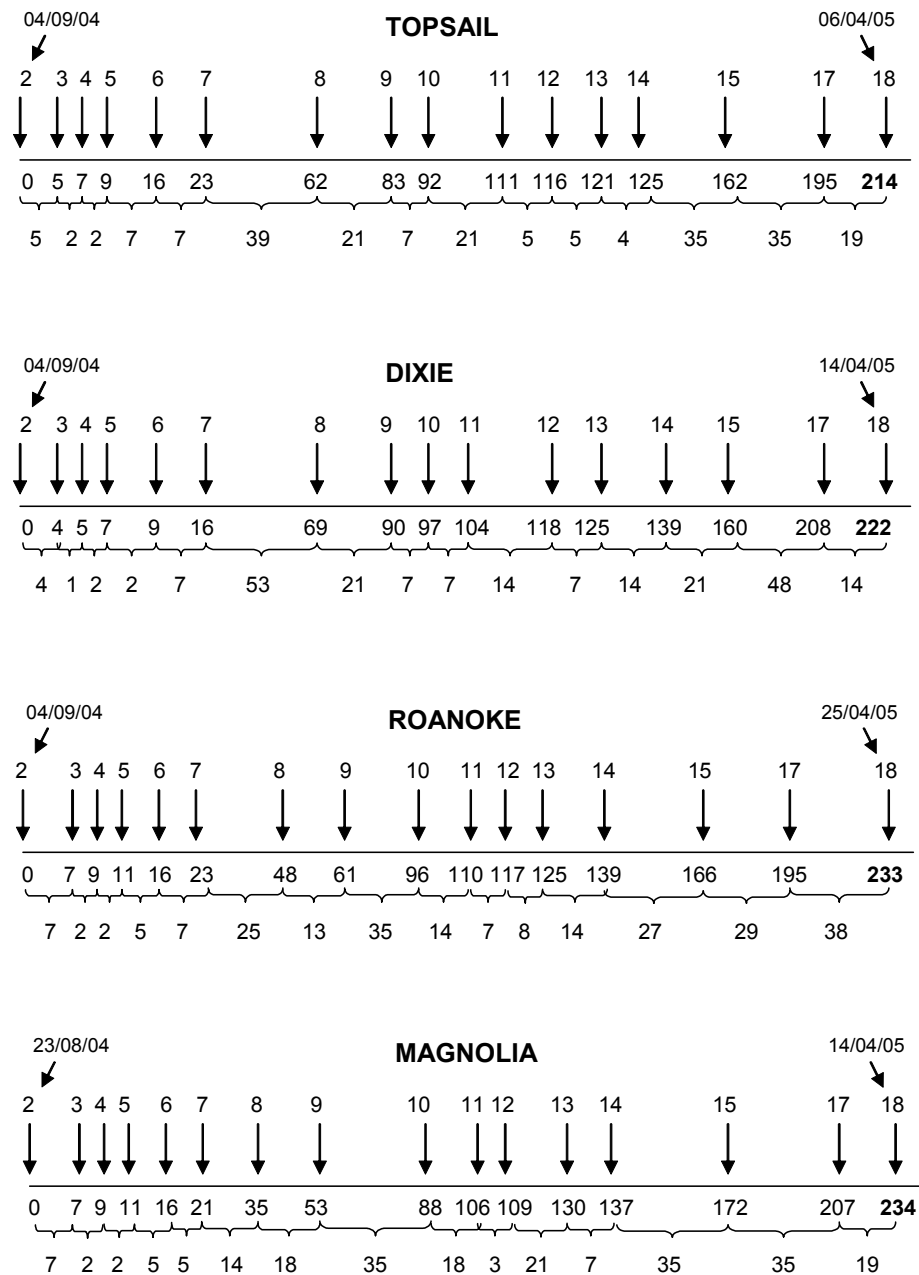 04/09/04 TOPSAIL 06/04/05
2 3 4 5 6 7 8 9 10 11 12 13 14 15 17 18
0 5 7 9 16 23 62 83 92 111 116 121 125 162 195 214
5 2 2 7 7 39 21 7 21 5 5 4 35 35 19
04/09/04 DIXIE 14/04/05
2 3 4 5 6 7 8 9 10 11 12 13 14 15 17 18
0 4 5 7 9 16 69 90 97 104 118 125 139 160 208 222
4 1 2 2 7 53 21 7 7 14 7 14 21 48 14
04/09/04 ROANOKE 25/04/05
2 3 4 5 6 7 8 9 10 11 12 13 14 15 17 18
0 7 9 11 16 23 48 61 96 110 117 125 139 166 195 233
7 2 2 5 7 25 13 35 14 7 8 14 27 29 38
23/08/04 MAGNOLIA 14/04/05
2 3 4 5 6 7 8 9 10 11 12 13 14 15 17 18
0 7 9 11 16 21 35 53 88 106 109 130 137 172 207 234
7 2 2 5 5 14 18 35 18 3 21 7 35 35 19